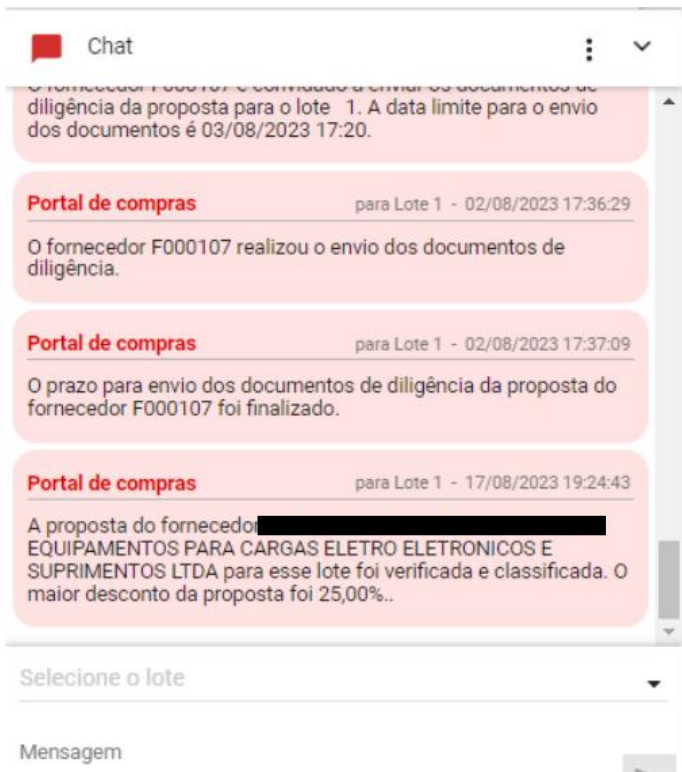 Chat
diligência da proposta para o lote 1. A data limite para o envio
dos documentos é 03/08/2023 17:20.
Portal de compras para Lote 1 - 02/08/2023 17:36:29
O fornecedor F000107 realizou o envio dos documentos de
diligência.
Portal de compras para Lote 1 - 02/08/2023 17:37:09
O prazo para envio dos documentos de diligência da proposta do
fornecedor F000107 foi finalizado.
Portal de compras para Lote 1 - 17/08/2023 19:24:43
A proposta do fornecedor
EQUIPAMENTOS PARA CARGAS ELETRO ELETRONICOS E
SUPRIMENTOS LTDA para esse lote foi verificada e classificada. O
maior desconto da proposta foi 25,00%..
Selecione o lote
Mensagem